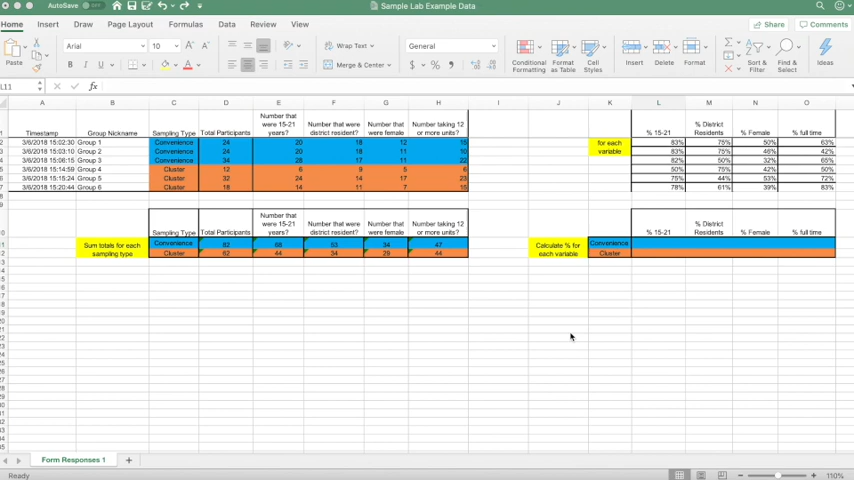 AutoSave OFF Sample Lab Example Data
Home Insert Draw Page Layout Formulas Data Review View Share Comments
Arial 10 A A Wrap Text General
Paste B I U A Merge & Center $ % Conditional Formatting Format as Table Cell Styles Insert Delete Format Sort & Filter Find & Select Ideas
L11 fx
A B C D E F G H I J K L M N O
Timestamp Group Nickname Sampling Type Total Participants Number that were 15-21 years? Number that were district resident? Number that were female Number taking 12 or more units? % 15-21 % District Residents % Female % full time
3/6/2018 15:02:30 Group 1 Convenience 24 20 18 12 15 for each variable 83% 75% 50% 63%
3/6/2018 15:03:10 Group 2 Convenience 24 20 18 11 10 83% 75% 46% 42%
3/6/2018 15:06:15 Group 3 Convenience 34 28 17 11 22 82% 50% 32% 65%
3/6/2018 15:14:59 Group 4 Cluster 12 6 9 5 6 50% 75% 42% 50%
3/6/2018 15:15:24 Group 5 Cluster 32 24 14 17 23 75% 44% 53% 72%
3/6/2018 15:20:44 Group 6 Cluster 18 14 11 7 15 78% 61% 39% 83%
Sampling Type Total Participants Number that were 15-21 years? Number that were district resident? Number that were female Number taking 12 or more units? % 15-21 % District Residents % Female % full time
Sum totals for each sampling type Convenience 82 68 53 34 47 Calculate % for each variable Convenience
Cluster 62 44 34 29 44 Cluster
Form Responses 1 +
Ready 110%